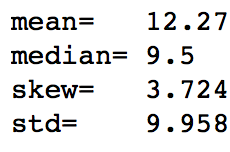 mean=   12.27
median= 9.5
skew=   3.724
std=    9.958